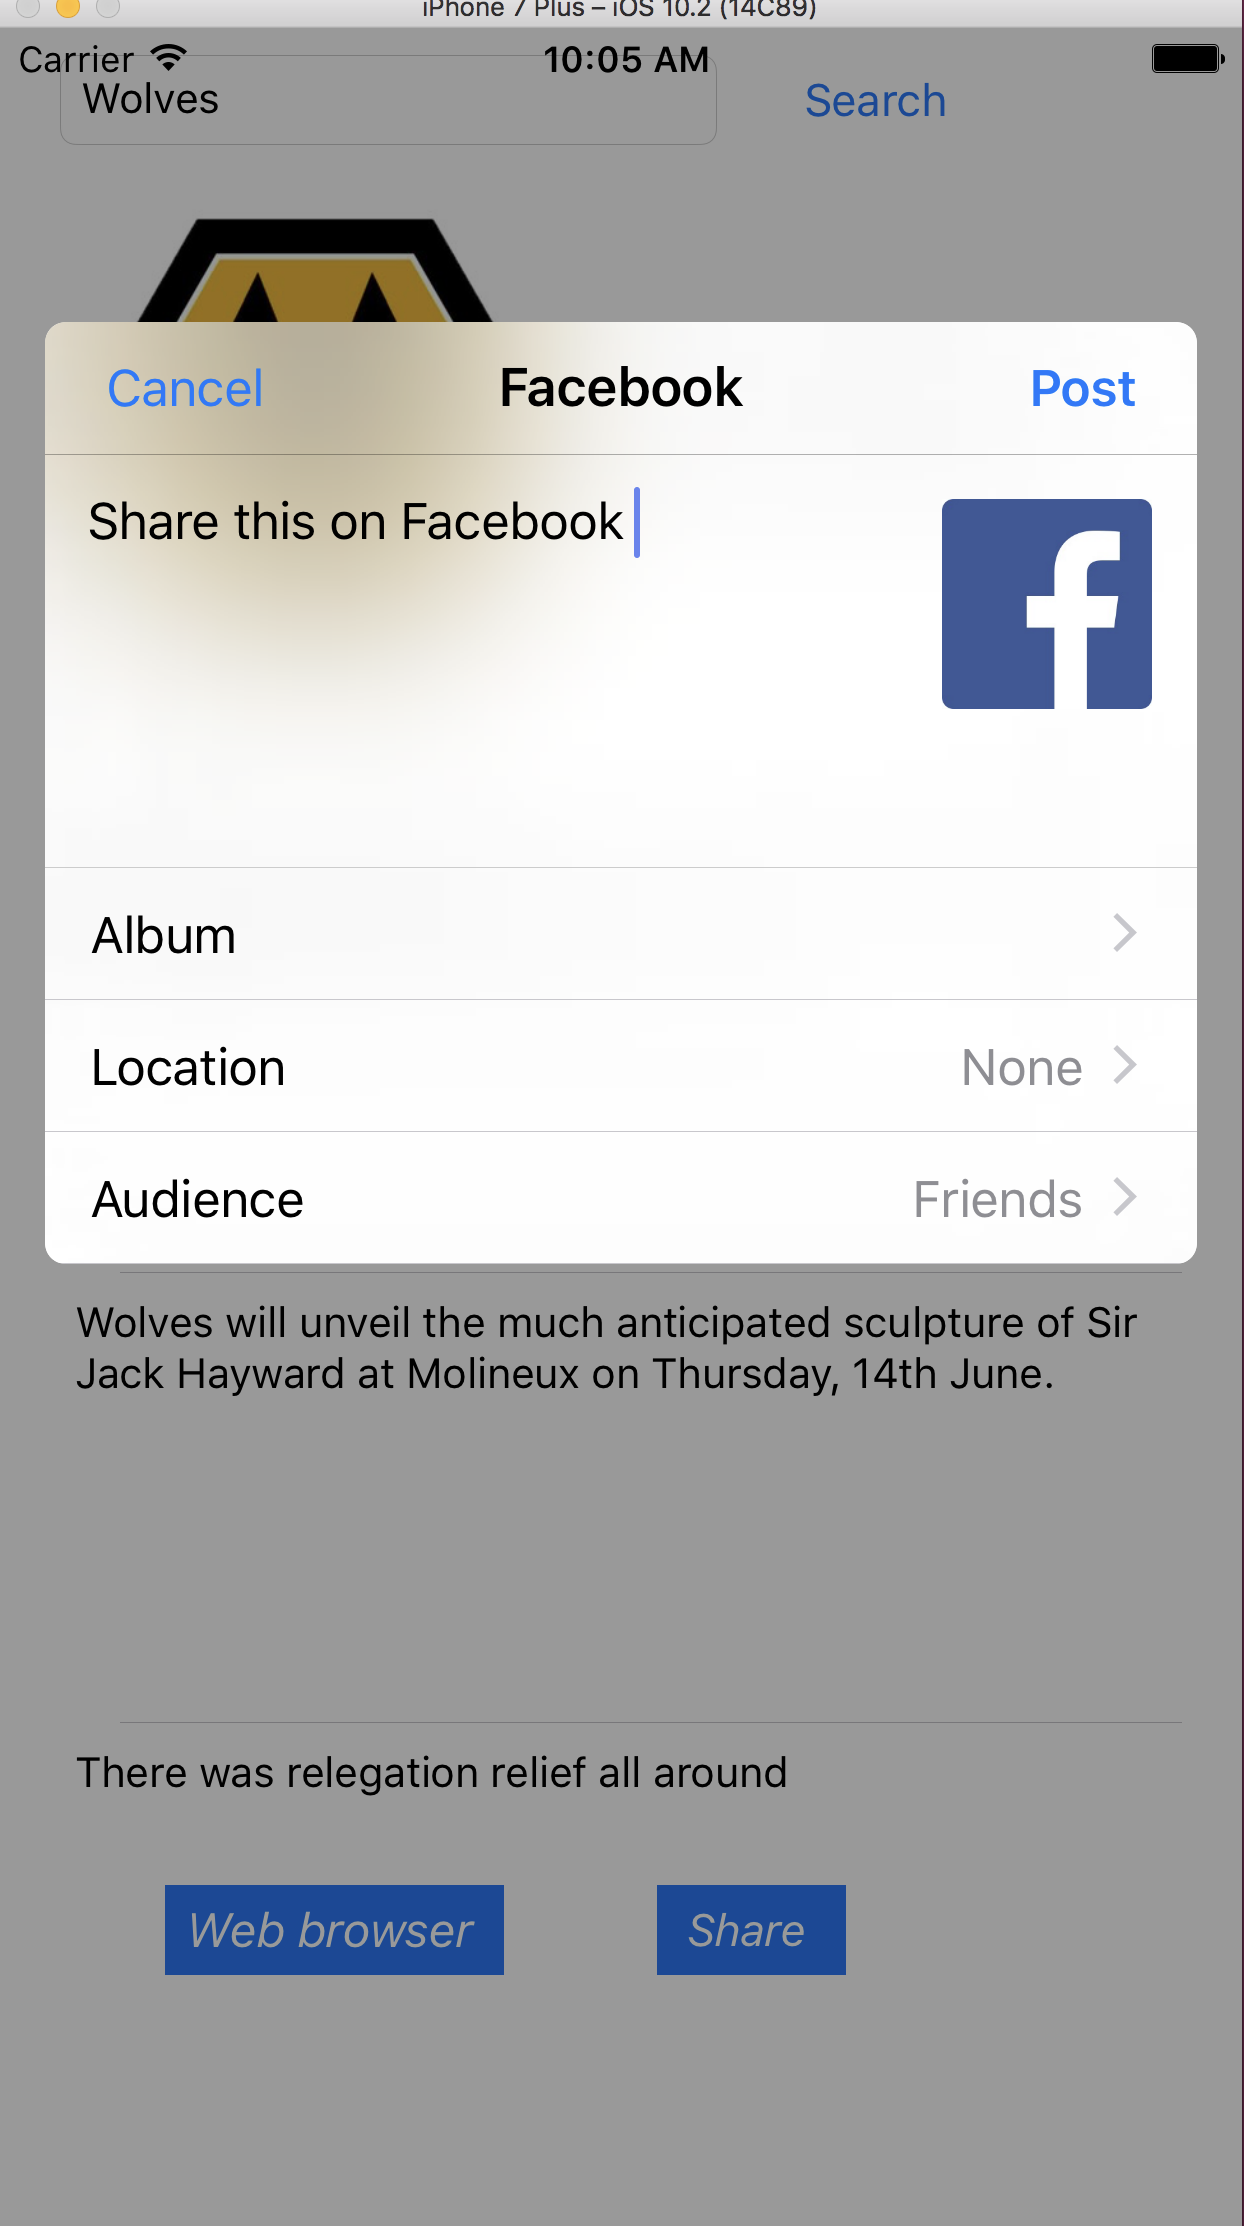 iPhone 7 Plus – iOS 10.2 (14C89)
Carrier 10:05 AM
Wolves Search
Cancel Facebook Post
Share this on Facebook
Album
Location None
Audience Friends
Wolves will unveil the much anticipated sculpture of Sir
Jack Hayward at Molineux on Thursday, 14th June.
There was relegation relief all around
Web browser Share